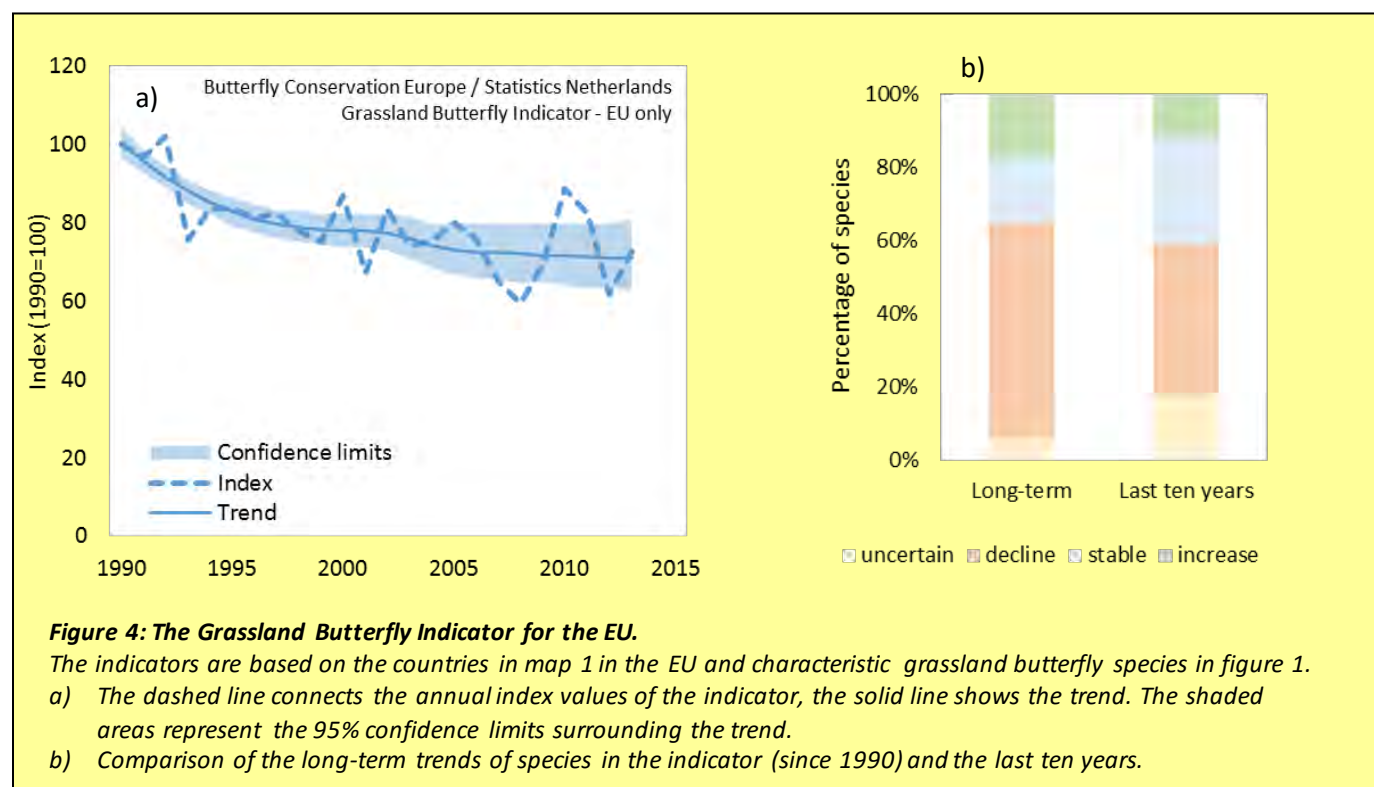 120
100
80
60
40
20
0
Index (1990=100)
a)
Butterfly Conservation Europe / Statistics Netherlands
Grassland Butterfly Indicator - EU only
Confidence limits
Index
Trend
1990 1995 2000 2005 2010 2015
b)
100%
80%
60%
40%
20%
0%
Percentage of species
Long-term Last ten years
uncertain decline stable increase
Figure 4: The Grassland Butterfly Indicator for the EU.
The indicators are based on the countries in map 1 in the EU and characteristic grassland butterfly species in figure 1.
a) The dashed line connects the annual index values of the indicator, the solid line shows the trend. The shaded
areas represent the 95% confidence limits surrounding the trend.
b) Comparison of the long-term trends of species in the indicator (since 1990) and the last ten years.